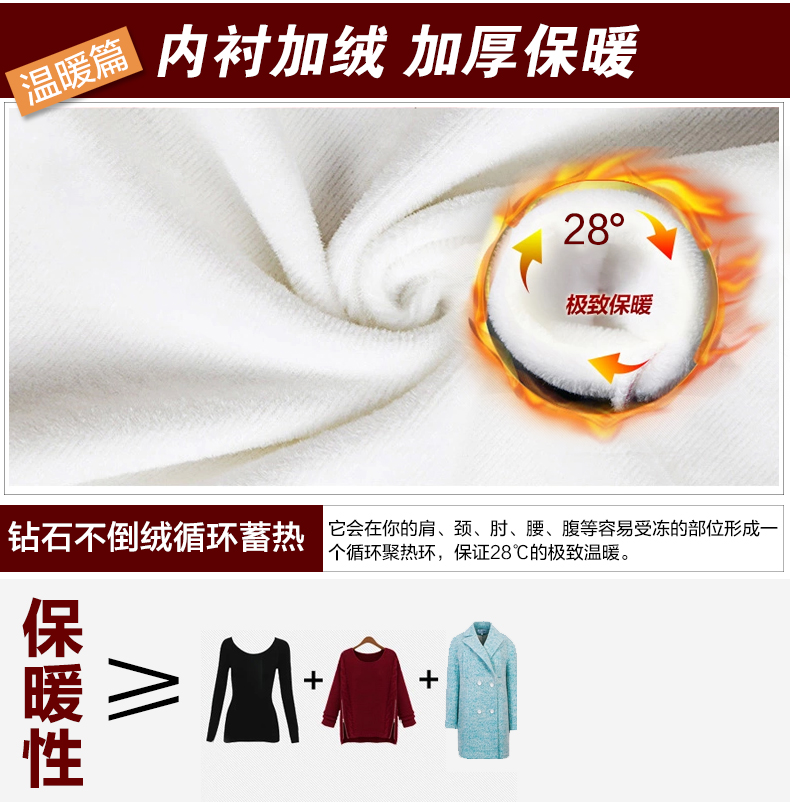 温暖篇
内衬加绒 加厚保暖
28°
极致保暖
钻石不倒绒循环蓄热
它会在你的肩、颈、肘、腰、腹等容易受冻的部位形成一
个循环聚热环，保证28℃的极致温暖。
保暖性
≥
+
+